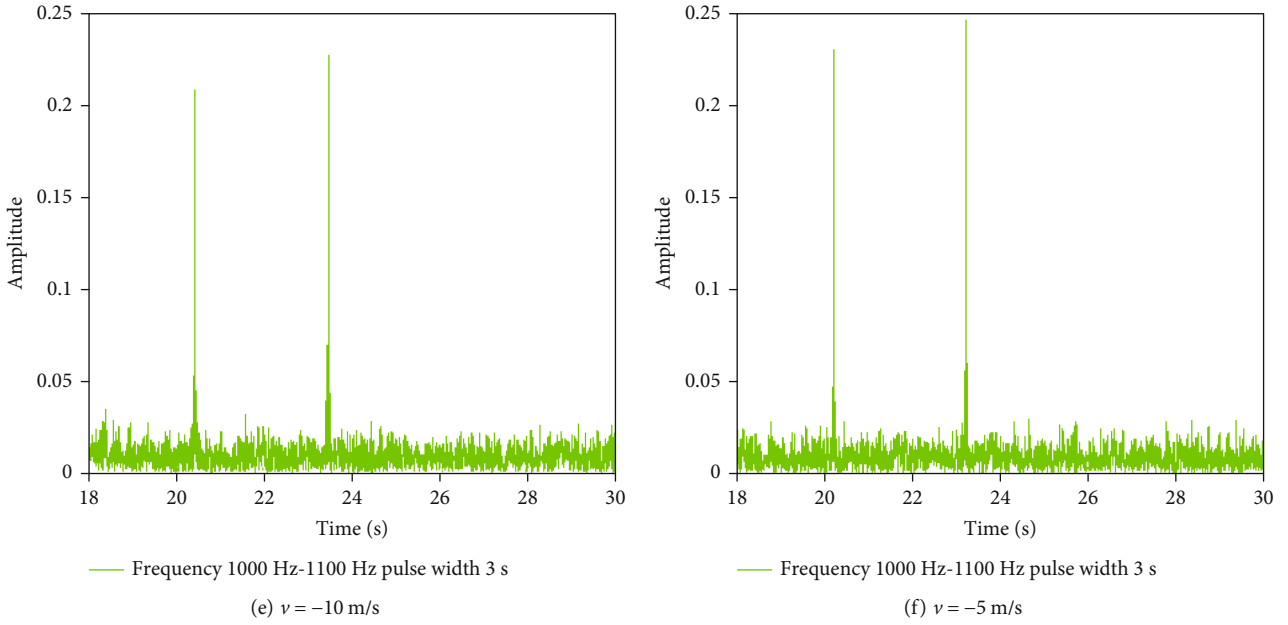 0.25
0.2
0.15
0.1
0.05
0
Amplitude
18 20 22 24 26 28 30
Time (s)
Frequency 1000 Hz-1100 Hz pulse width 3 s
(e) ν = −10 m/s
0.25
0.2
0.15
0.1
0.05
0
Amplitude
18 20 22 24 26 28 30
Time (s)
Frequency 1000 Hz-1100 Hz pulse width 3 s
(f) ν = −5 m/s